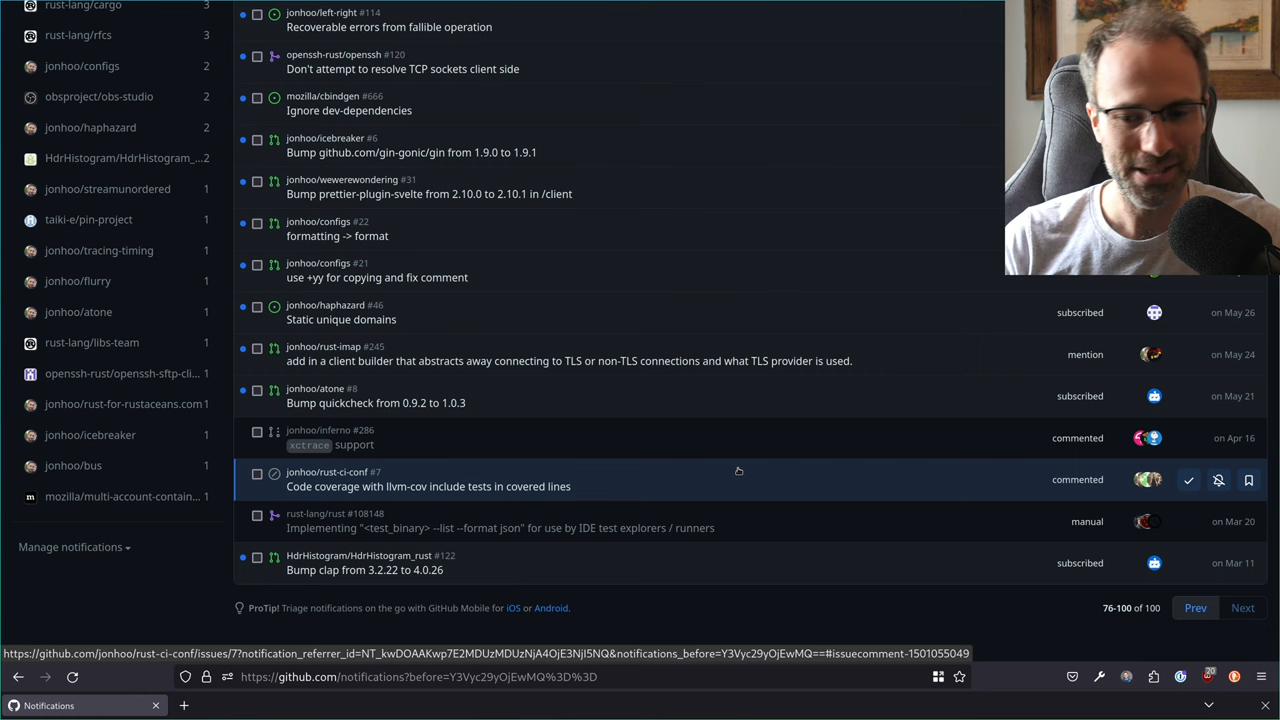 rust-lang/cargo 3
rust-lang/rfcs 3
jonhoo/configs 2
obsproject/obs-studio 2
jonhoo/haphazard 2
HdrHistogram/HdrHistogram_... 2
jonhoo/streamunordered 1
taiki-e/pin-project 1
jonhoo/tracing-timing 1
jonhoo/flurry 1
jonhoo/atone 1
rust-lang/libs-team 1
openssh-rust/openssh-sftp-cli... 1
jonhoo/rust-for-rustaceans.com 1
jonhoo/icebreaker 1
jonhoo/bus 1
mozilla/multi-account-contain... 1
Manage notifications
jonhoo/left-right #114
Recoverable errors from fallible operation
openssh-rust/openssh #120
Don't attempt to resolve TCP sockets client side
mozilla/cbindgen #666
Ignore dev-dependencies
jonhoo/icebreaker #6
Bump github.com/gin-gonic/gin from 1.9.0 to 1.9.1
jonhoo/wewerewondering #31
Bump prettier-plugin-svelte from 2.10.0 to 2.10.1 in /client
jonhoo/configs #22
formatting -> format
jonhoo/configs #21
use +yy for copying and fix comment
jonhoo/haphazard #46
Static unique domains
subscribed on May 26
jonhoo/rust-imap #245
add in a client builder that abstracts away connecting to TLS or non-TLS connections and what TLS provider is used.
mention on May 24
jonhoo/atone #8
Bump quickcheck from 0.9.2 to 1.0.3
subscribed on May 21
jonhoo/inferno #286
xctrace support
commented on Apr 16
jonhoo/rust-ci-conf #7
Code coverage with llvm-cov include tests in covered lines
commented
rust-lang/rust #108148
Implementing "<test_binary> --list --format json" for use by IDE test explorers / runners
manual on Mar 20
HdrHistogram/HdrHistogram_rust #122
Bump clap from 3.2.22 to 4.0.26
subscribed on Mar 11
ProTip! Triage notifications on the go with GitHub Mobile for iOS or Android.
76-100 of 100 Prev Next
https://github.com/jonhoo/rust-ci-conf/issues/7?notification_referrer_id=NT_kwDOAAKwp7E2MDUzMDUzNjA4OjE3NjI5NQ&notifications_before=Y3Vyc29yOjEwMQ==#issuecomment-1501055049
https://github.com/notifications?before=Y3Vyc29yOjEwMQ%3D%3D
20
Notifications